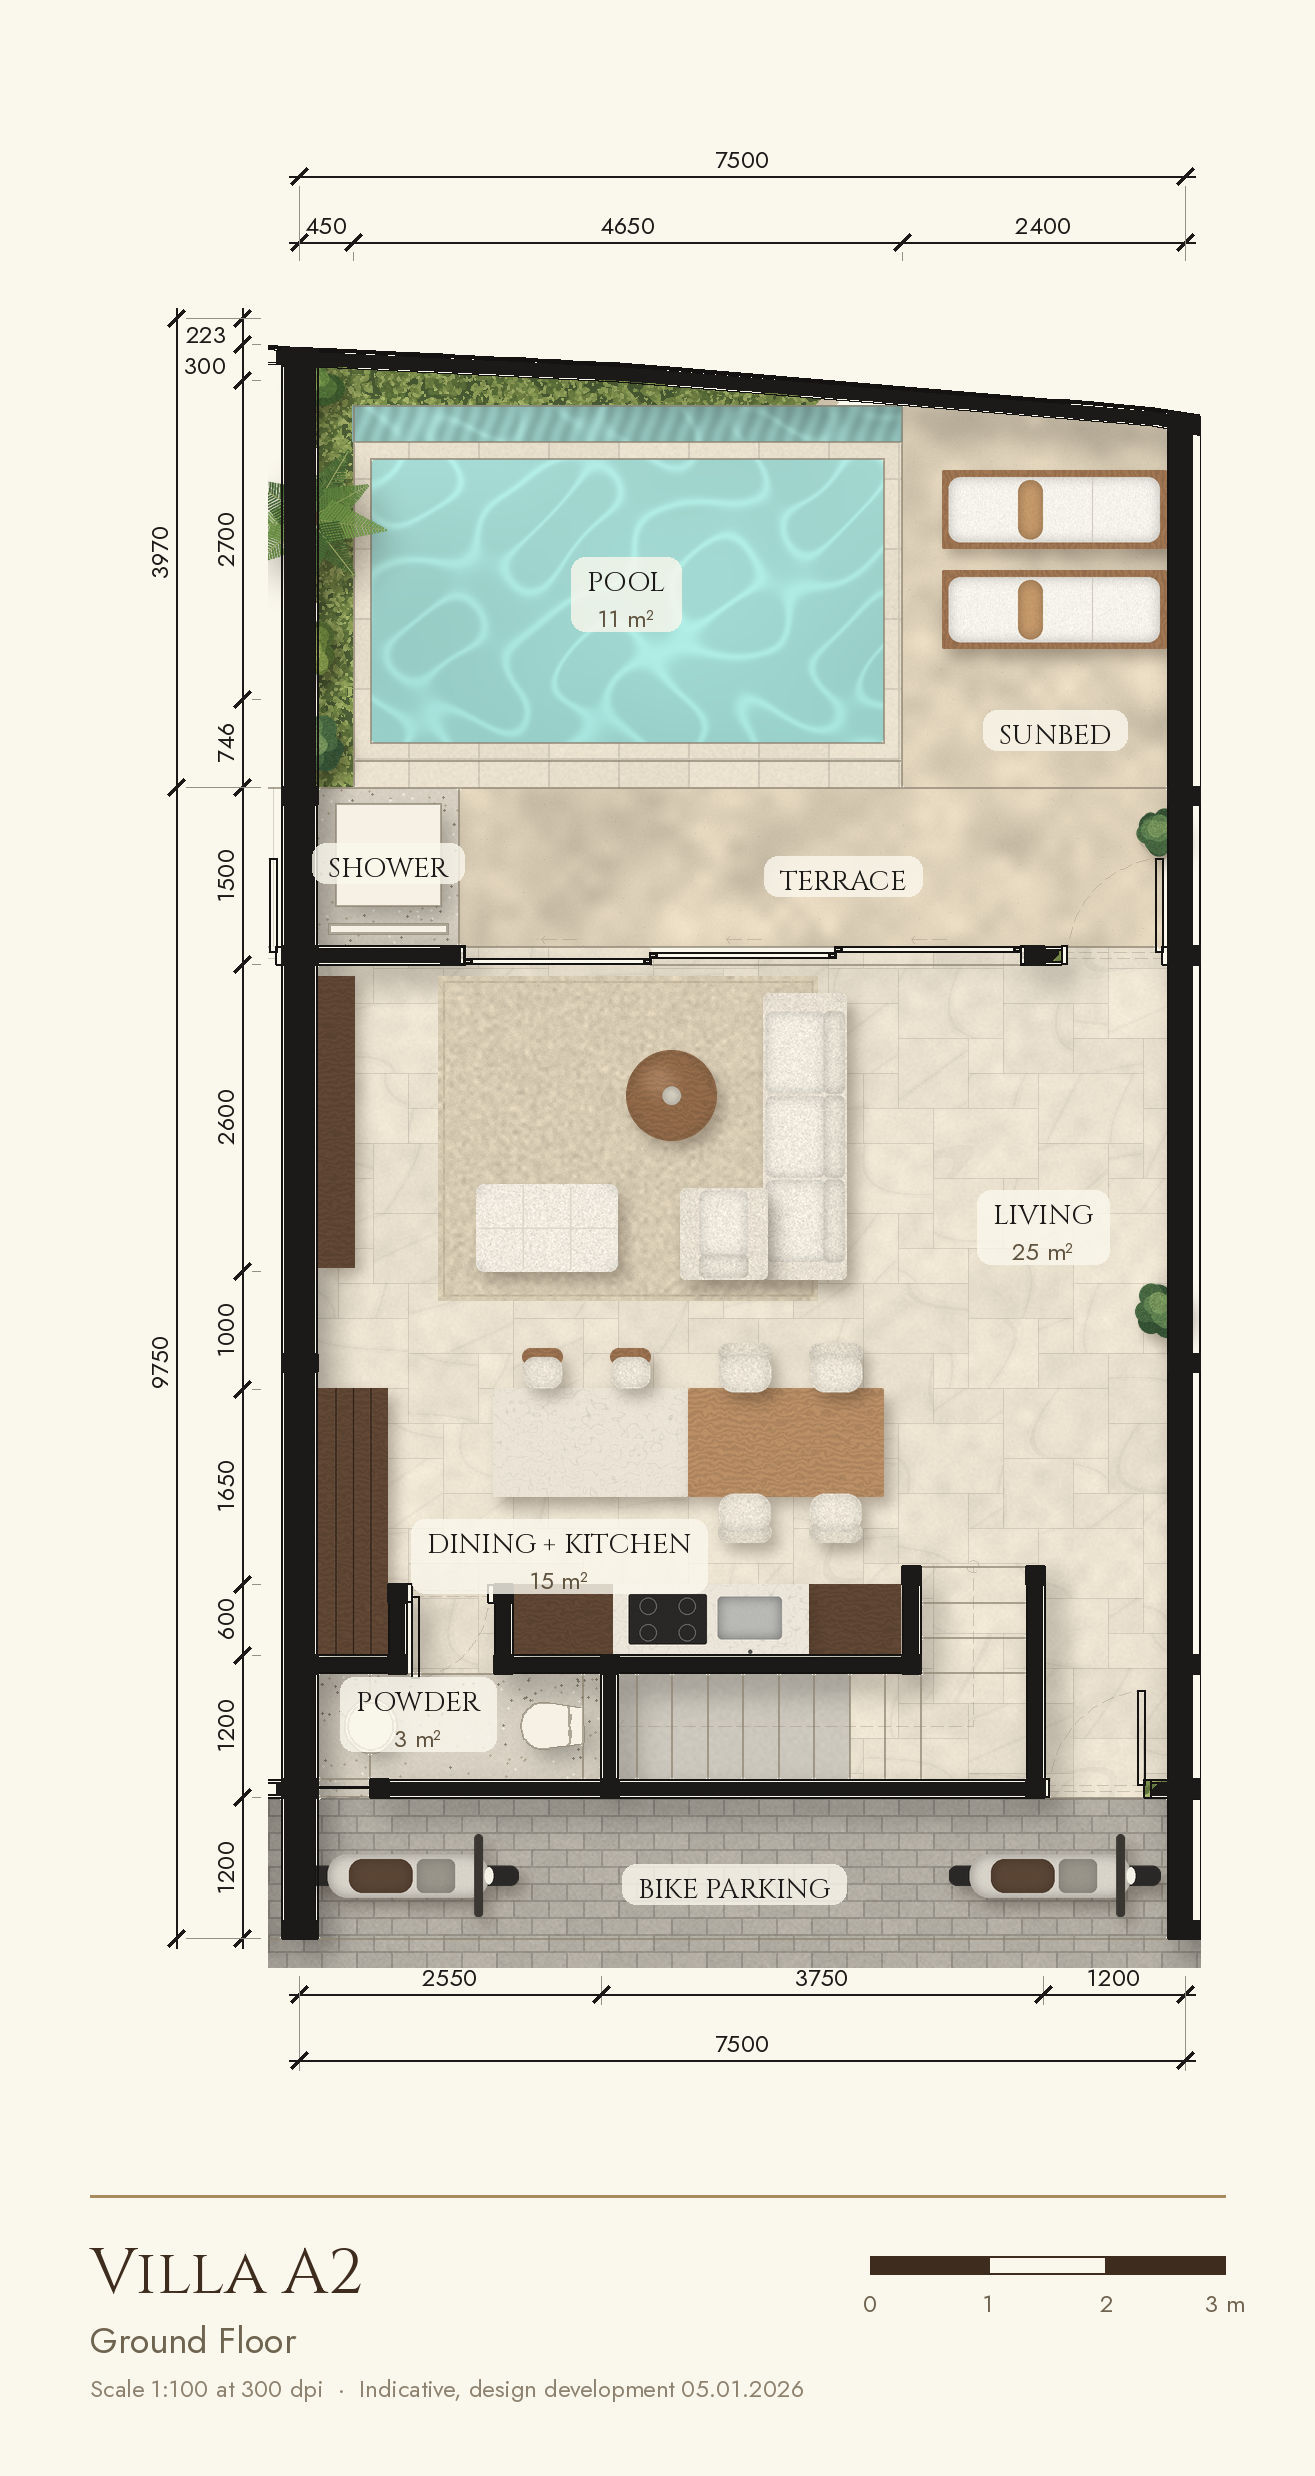 7500
450
4650
2400
223
300
3970
2700
POOL
11 m²
746
SUNBED
1500
SHOWER
TERRACE
2600
LIVING
25 m²
1000
9750
1650
DINING + KITCHEN
15 m²
600
POWDER
3 m²
1200
1200
BIKE PARKING
2550
3750
1200
7500
VILLA A2
0 1 2 3 m
Ground Floor
Scale 1:100 at 300 dpi · Indicative, design development 05.01.2026